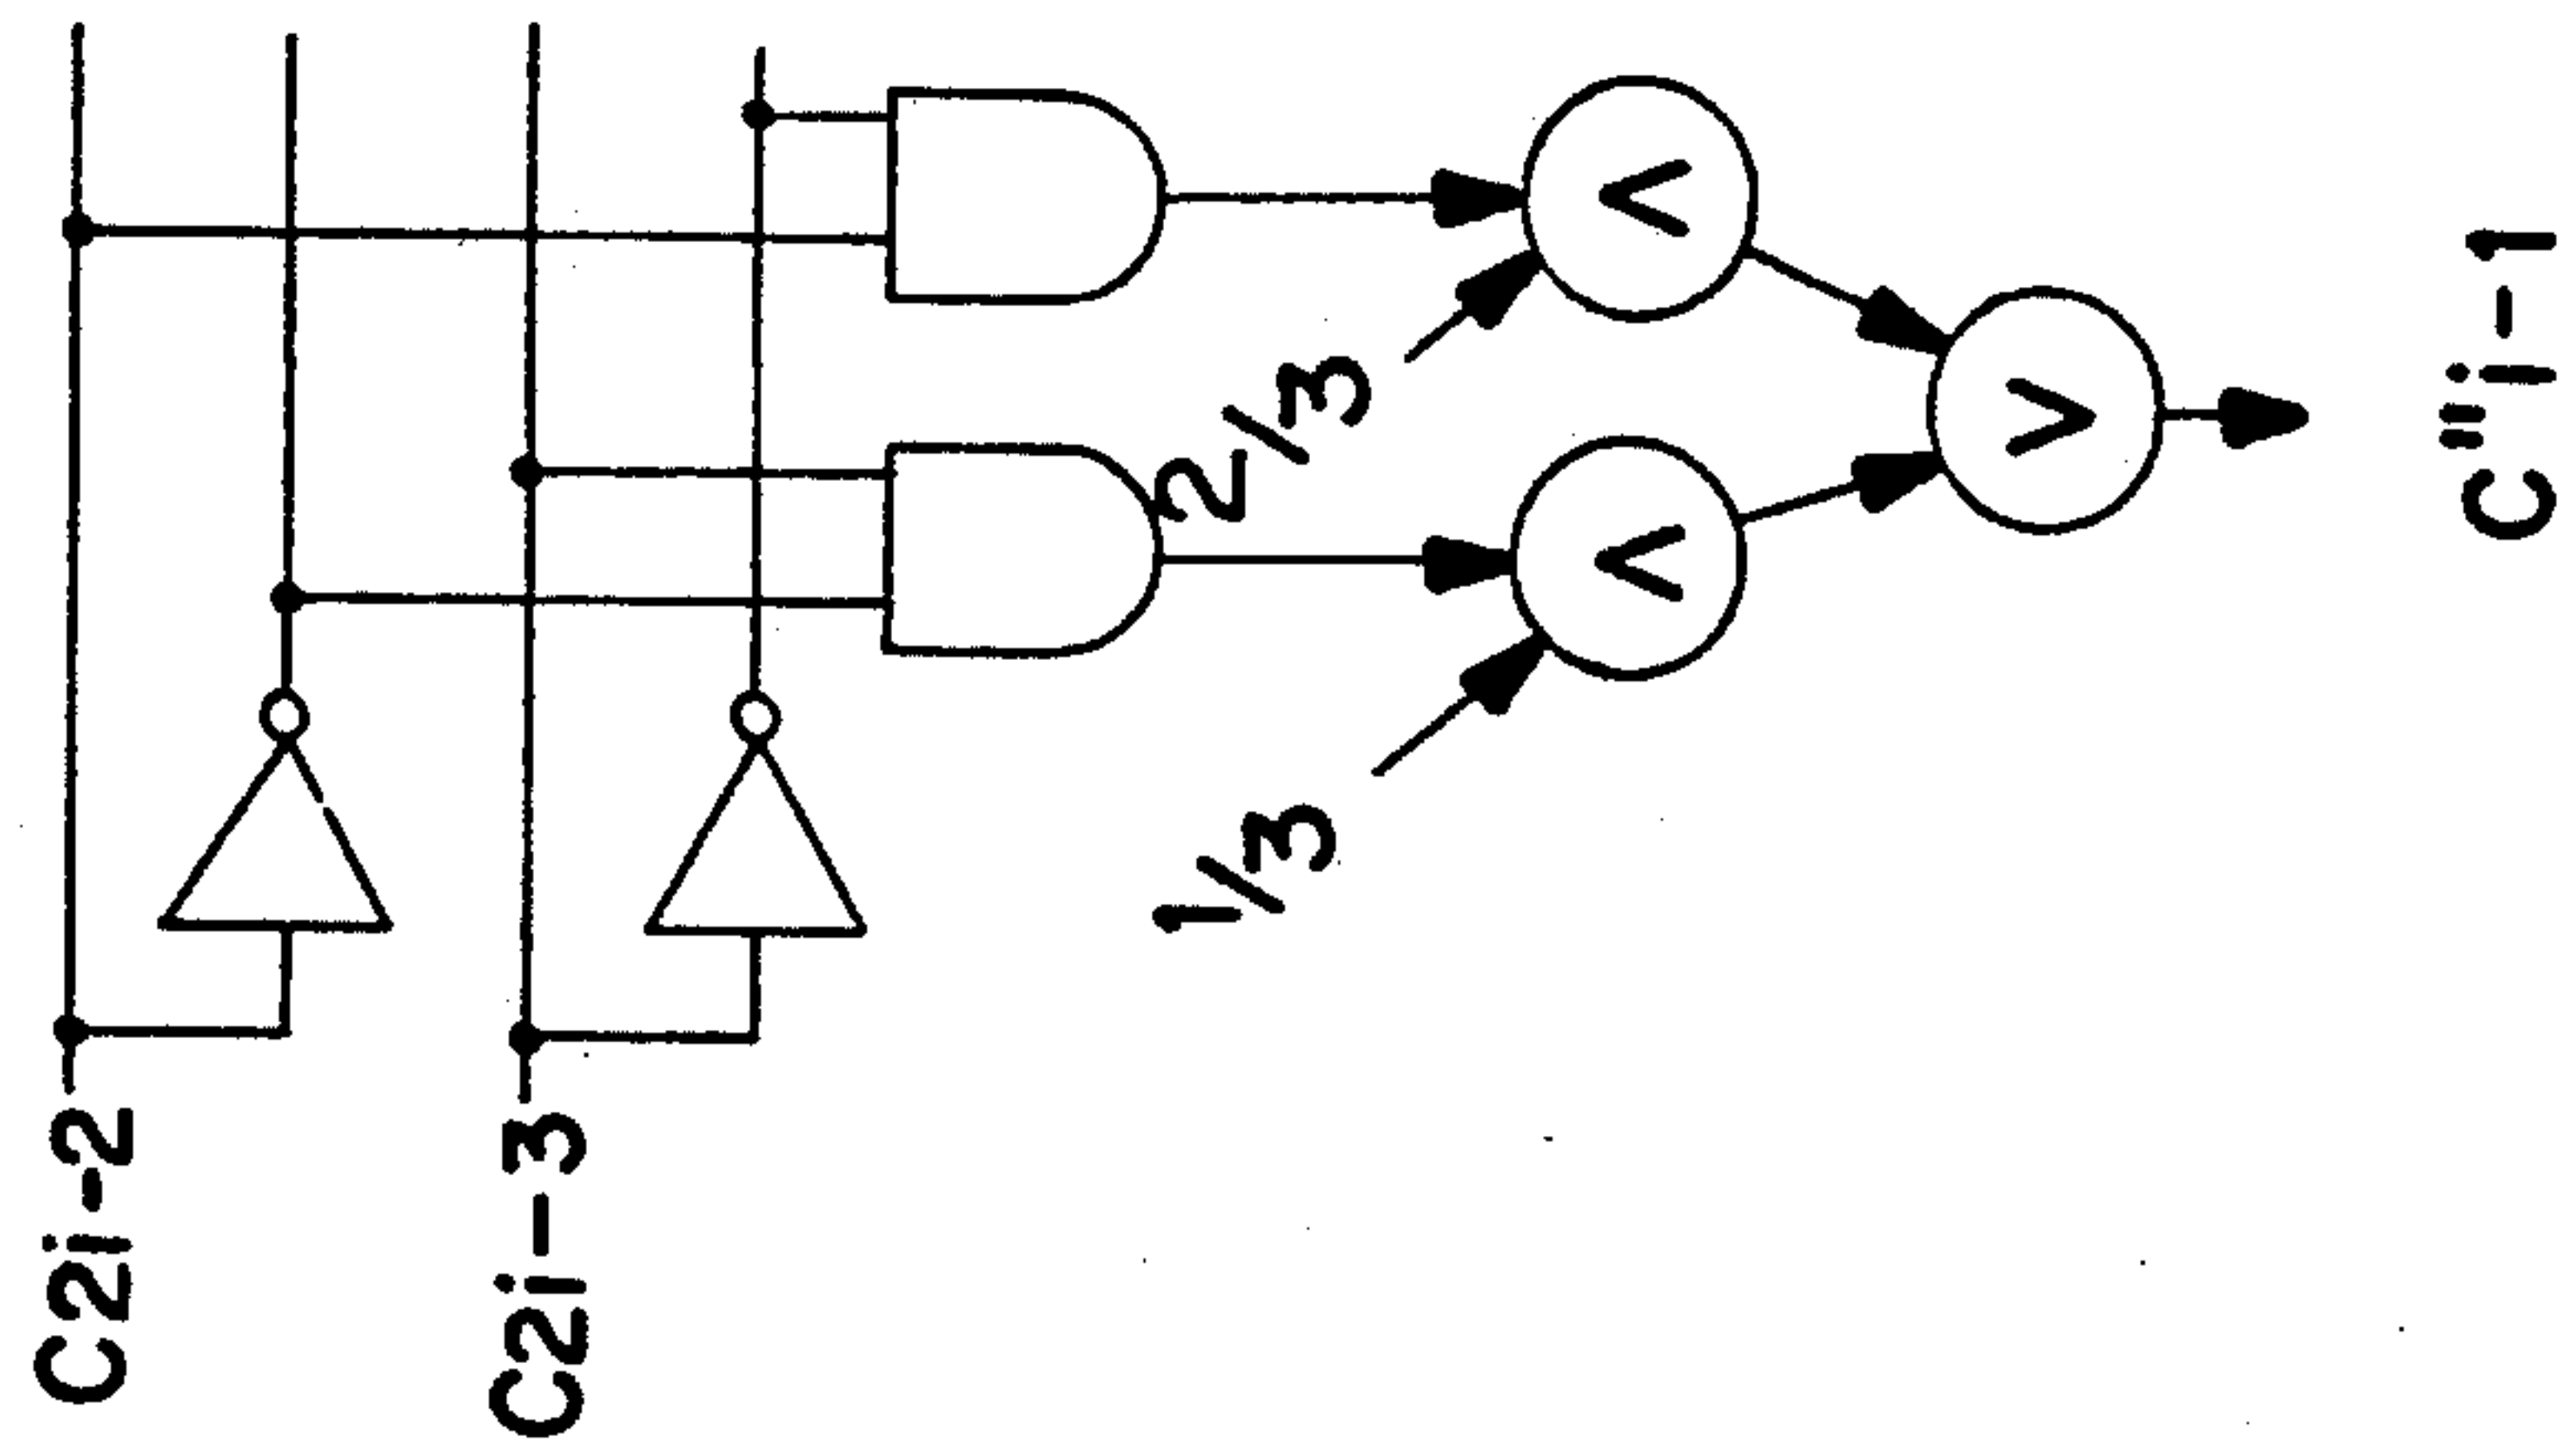 C2i-2
C2i-3
1/3
2/3
∧
∧
∨
C"i-1